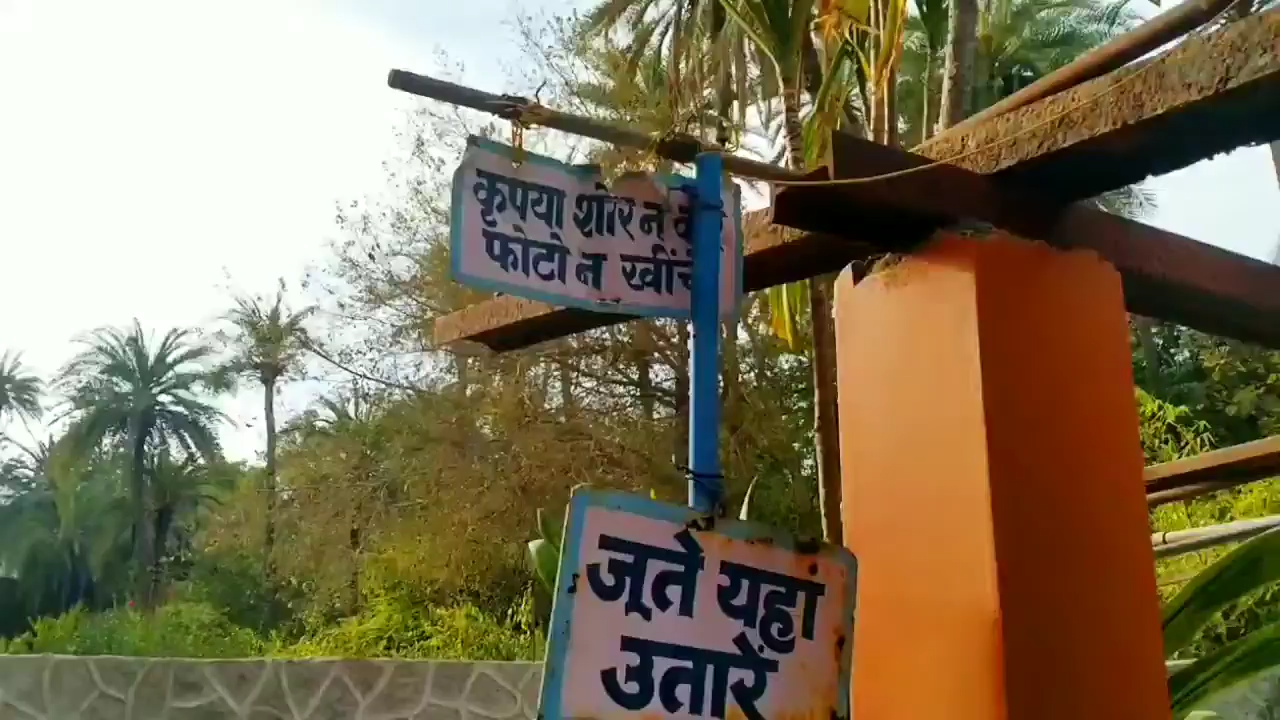 कृपया शोर न
फोटो न खींचें
जूते यहा
उतारें